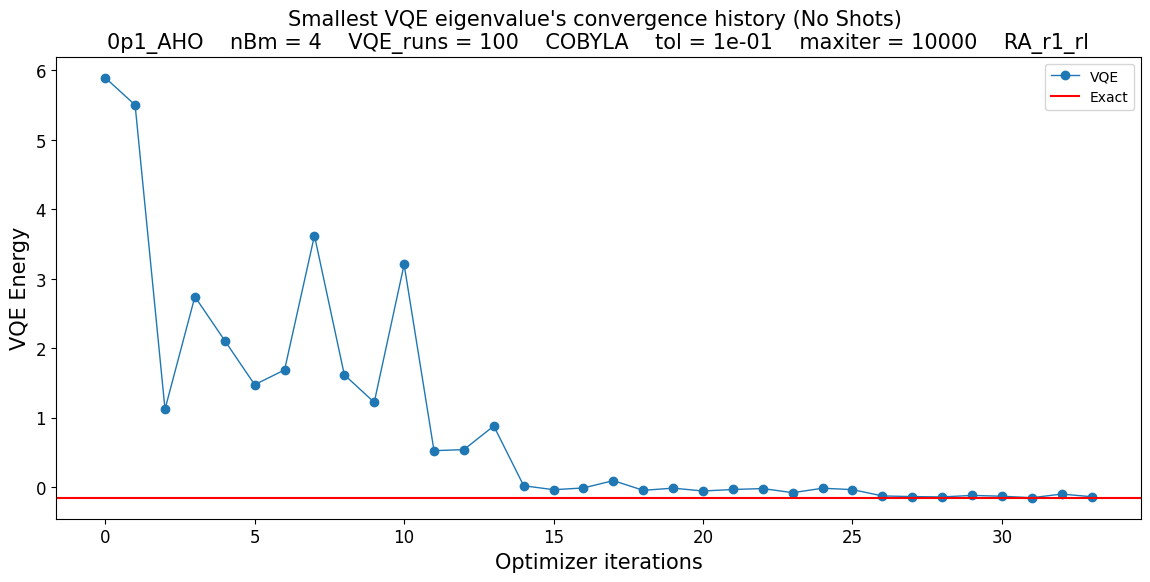 Smallest VQE eigenvalue's convergence history (No Shots)
0p1_AHO nBm = 4 VQE_runs = 100 COBYLA tol = 1e-01 maxiter = 10000 RA_r1_rl
VQE
Exact
VQE Energy
6
5
4
3
2
1
0
0 5 10 15 20 25 30
Optimizer iterations